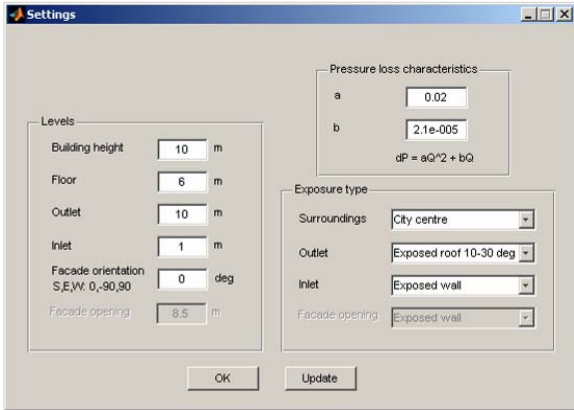 Settings
Pressure loss characteristics
a 0.02
b 2.1e-005
dP = aQ^2 + bQ
Levels
Building height 10 m
Floor 6 m
Outlet 10 m
Inlet 1 m
Facade orientation
S,E,W: 0,-90,90 0 deg
Facade opening 8.5 m
Exposure type
Surroundings City centre
Outlet Exposed roof 10-30 deg
Inlet Exposed wall
Facade opening Exposed wall
OK Update